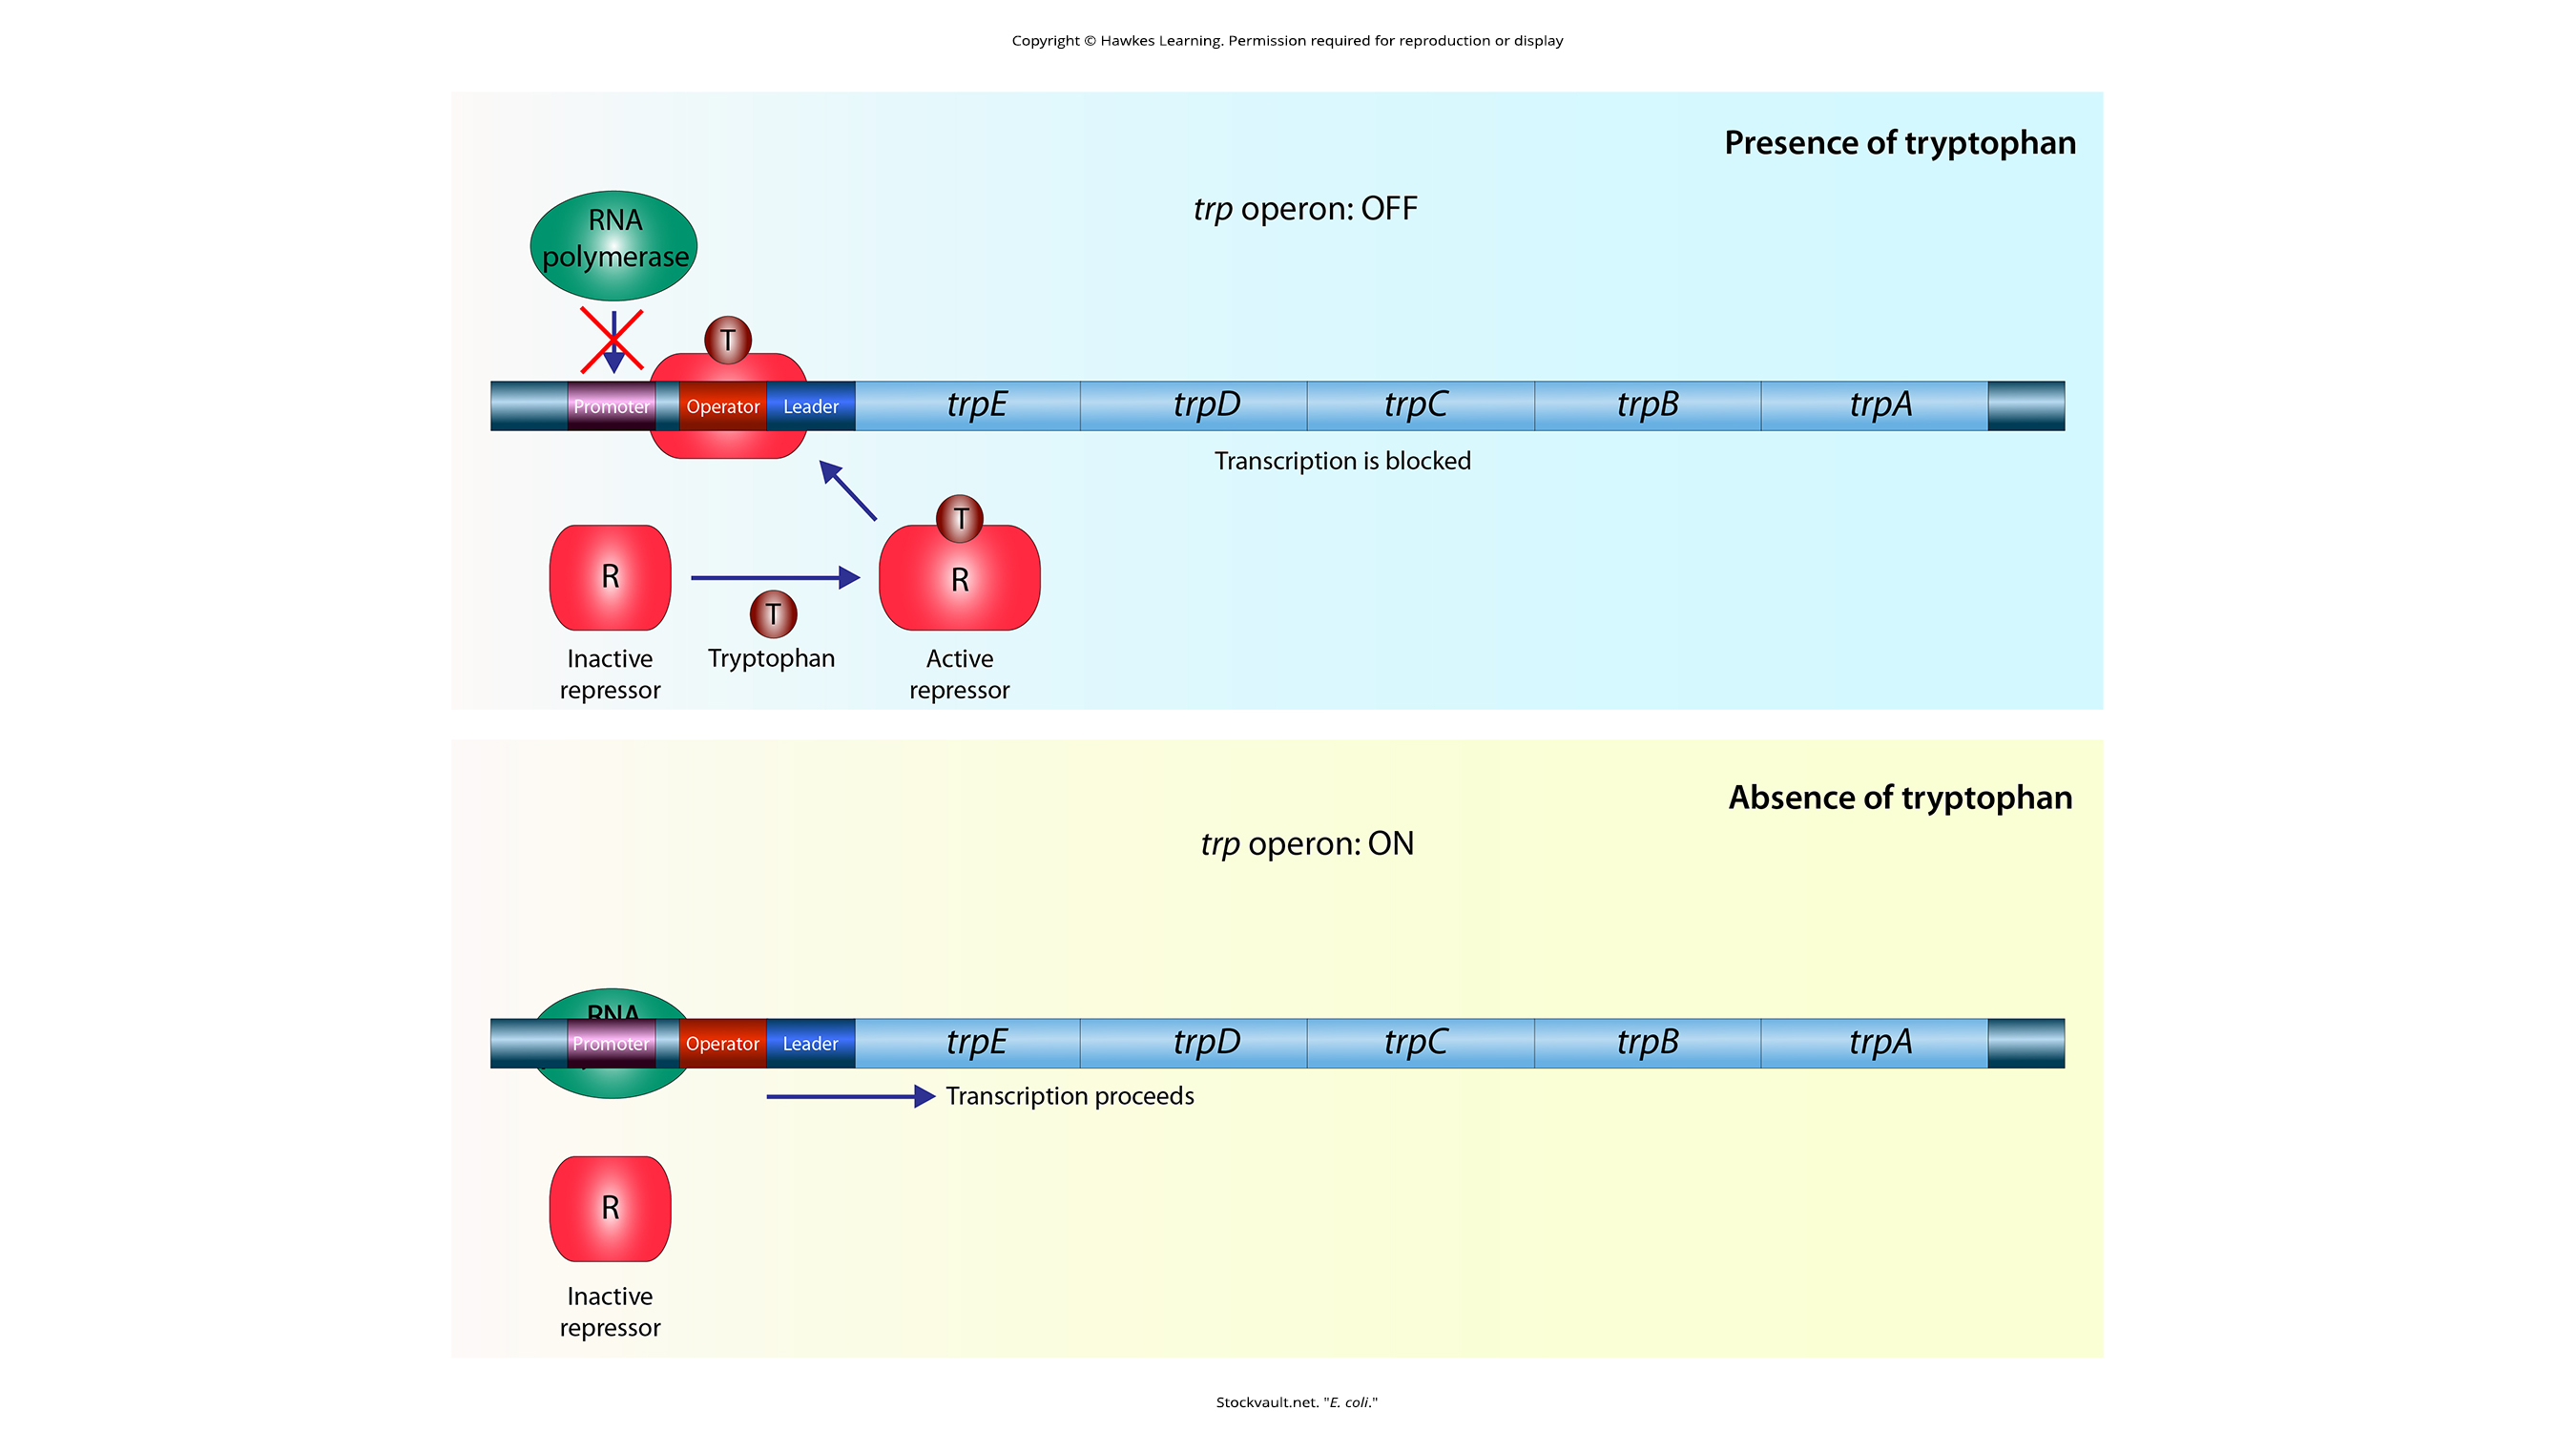 Copyright © Hawkes Learning. Permission required for reproduction or display
Presence of tryptophan
trp operon: OFF
RNA
polymerase
T
Promoter Operator Leader trpE trpD trpC trpB trpA
Transcription is blocked
T
R
R
T
Inactive
repressor
Tryptophan
Active
repressor
Absence of tryptophan
trp operon: ON
RNA
Promoter Operator Leader trpE trpD trpC trpB trpA
Transcription proceeds
R
Inactive
repressor
Stockvault.net. "E. coli."